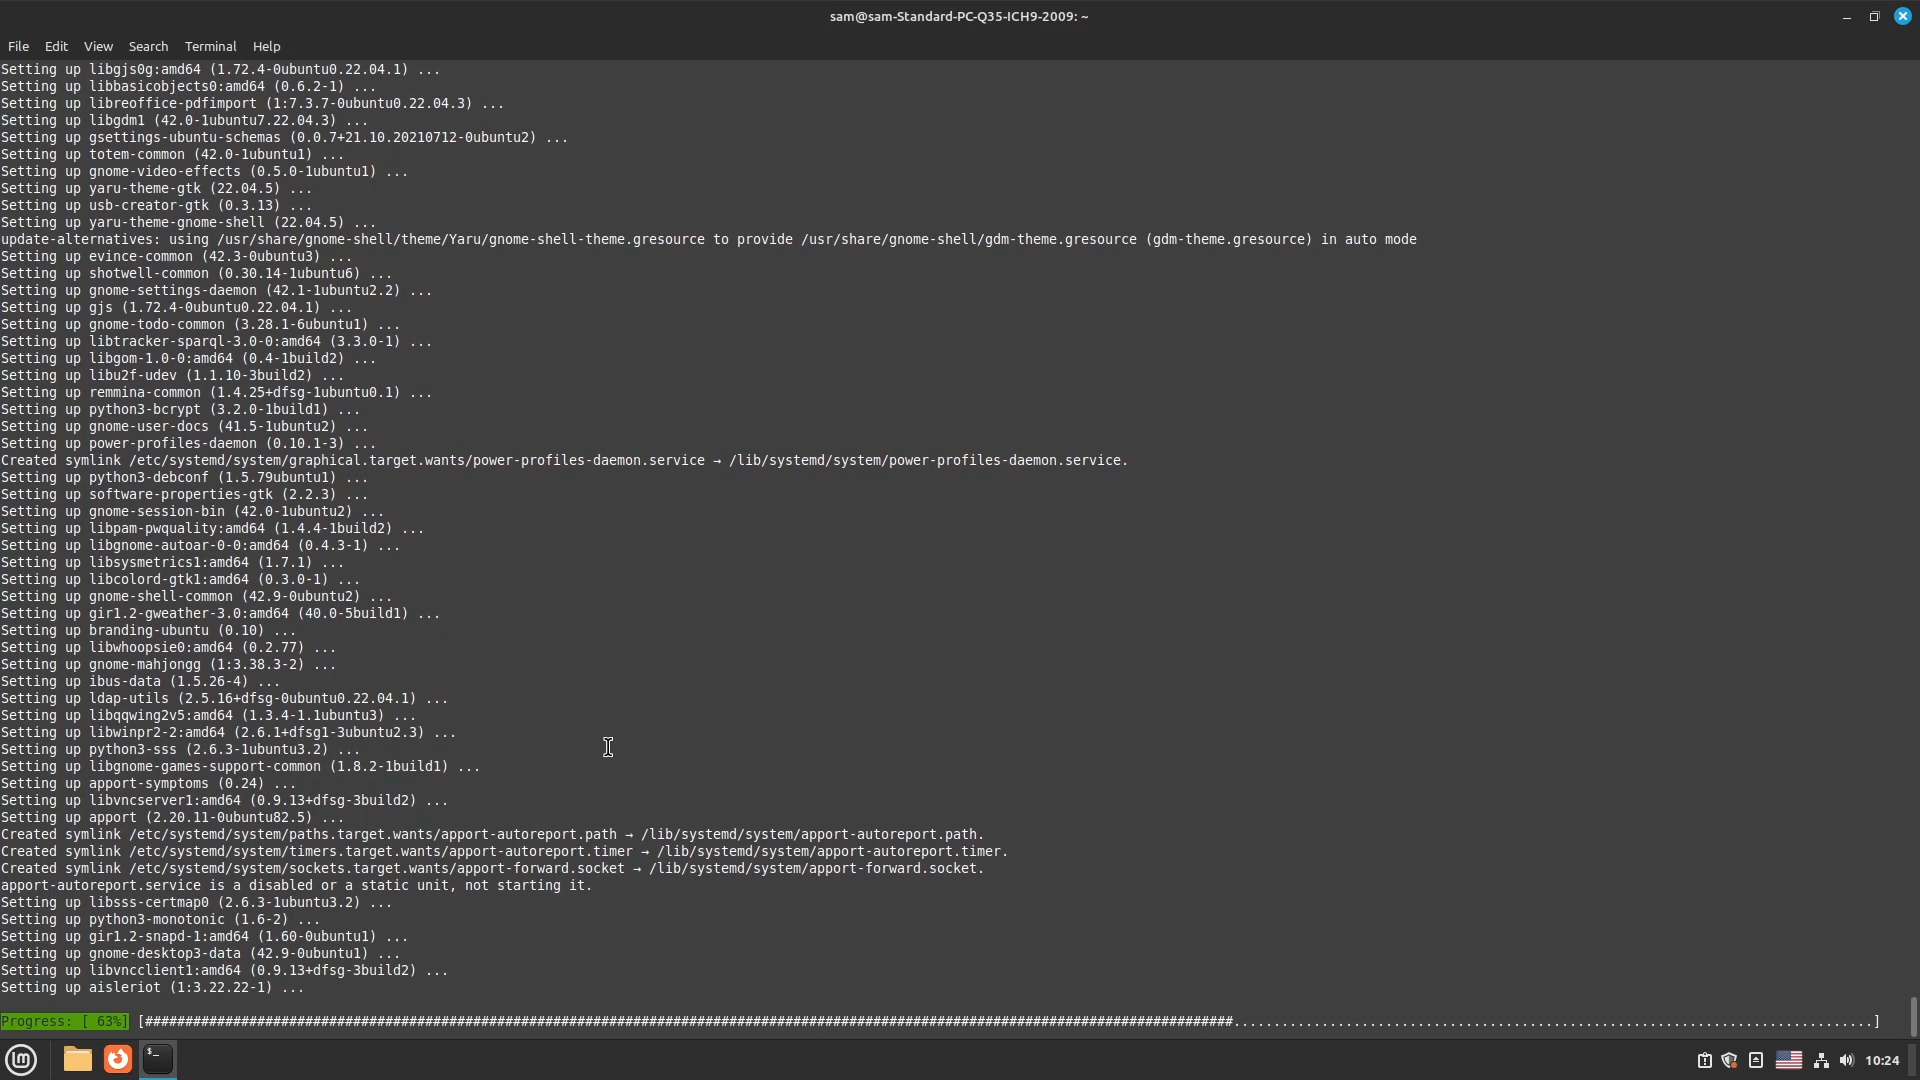 sam@sam-Standard-PC-Q35-ICH9-2009: ~
File Edit View Search Terminal Help
Setting up libgjs0g:amd64 (1.72.4-0ubuntu0.22.04.1) ...
Setting up libbasicobjects0:amd64 (0.6.2-1) ...
Setting up libreoffice-pdfimport (1:7.3.7-0ubuntu0.22.04.3) ...
Setting up libgdm1 (42.0-1ubuntu7.22.04.3) ...
Setting up gsettings-ubuntu-schemas (0.0.7+21.10.20210712-0ubuntu2) ...
Setting up totem-common (42.0-1ubuntu1) ...
Setting up gnome-video-effects (0.5.0-1ubuntu1) ...
Setting up yaru-theme-gtk (22.04.5) ...
Setting up usb-creator-gtk (0.3.13) ...
Setting up yaru-theme-gnome-shell (22.04.5) ...
update-alternatives: using /usr/share/gnome-shell/theme/Yaru/gnome-shell-theme.gresource to provide /usr/share/gnome-shell/gdm-theme.gresource (gdm-theme.gresource) in auto mode
Setting up evince-common (42.3-0ubuntu3) ...
Setting up shotwell-common (0.30.14-1ubuntu6) ...
Setting up gnome-settings-daemon (42.1-1ubuntu2.2) ...
Setting up gjs (1.72.4-0ubuntu0.22.04.1) ...
Setting up gnome-todo-common (3.28.1-6ubuntu1) ...
Setting up libtracker-sparql-3.0-0:amd64 (3.3.0-1) ...
Setting up libgom-1.0-0:amd64 (0.4-1build2) ...
Setting up libu2f-udev (1.1.10-3build2) ...
Setting up remmina-common (1.4.25+dfsg-1ubuntu0.1) ...
Setting up python3-bcrypt (3.2.0-1build1) ...
Setting up gnome-user-docs (41.5-1ubuntu2) ...
Setting up power-profiles-daemon (0.10.1-3) ...
Created symlink /etc/systemd/system/graphical.target.wants/power-profiles-daemon.service → /lib/systemd/system/power-profiles-daemon.service.
Setting up python3-debconf (1.5.79ubuntu1) ...
Setting up software-properties-gtk (2.2.3) ...
Setting up gnome-session-bin (42.0-1ubuntu2) ...
Setting up libpam-pwquality:amd64 (1.4.4-1build2) ...
Setting up libgnome-autoar-0-0:amd64 (0.4.3-1) ...
Setting up libsysmetrics1:amd64 (1.7.1) ...
Setting up libcolord-gtk1:amd64 (0.3.0-1) ...
Setting up gnome-shell-common (42.9-0ubuntu2) ...
Setting up gir1.2-gweather-3.0:amd64 (40.0-5build1) ...
Setting up branding-ubuntu (0.10) ...
Setting up libwhoopsie0:amd64 (0.2.77) ...
Setting up gnome-mahjongg (1:3.38.3-2) ...
Setting up ibus-data (1.5.26-4) ...
Setting up ldap-utils (2.5.16+dfsg-0ubuntu0.22.04.1) ...
Setting up libqqwing2v5:amd64 (1.3.4-1.1ubuntu3) ...
Setting up libwinpr2-2:amd64 (2.6.1+dfsg1-3ubuntu2.3) ...
Setting up python3-sss (2.6.3-1ubuntu3.2) ...
Setting up libgnome-games-support-common (1.8.2-1build1) ...
Setting up apport-symptoms (0.24) ...
Setting up libvncserver1:amd64 (0.9.13+dfsg-3build2) ...
Setting up apport (2.20.11-0ubuntu82.5) ...
Created symlink /etc/systemd/system/paths.target.wants/apport-autoreport.path → /lib/systemd/system/apport-autoreport.path.
Created symlink /etc/systemd/system/timers.target.wants/apport-autoreport.timer → /lib/systemd/system/apport-autoreport.timer.
Created symlink /etc/systemd/system/sockets.target.wants/apport-forward.socket → /lib/systemd/system/apport-forward.socket.
apport-autoreport.service is a disabled or a static unit, not starting it.
Setting up libsss-certmap0 (2.6.3-1ubuntu3.2) ...
Setting up python3-monotonic (1.6-2) ...
Setting up gir1.2-snapd-1:amd64 (1.60-0ubuntu1) ...
Setting up gnome-desktop3-data (42.9-0ubuntu1) ...
Setting up libvncclient1:amd64 (0.9.13+dfsg-3build2) ...
Setting up aisleriot (1:3.22.22-1) ...
Progress: [ 63%] [########################################################################################################################################................................................................................]
10:24